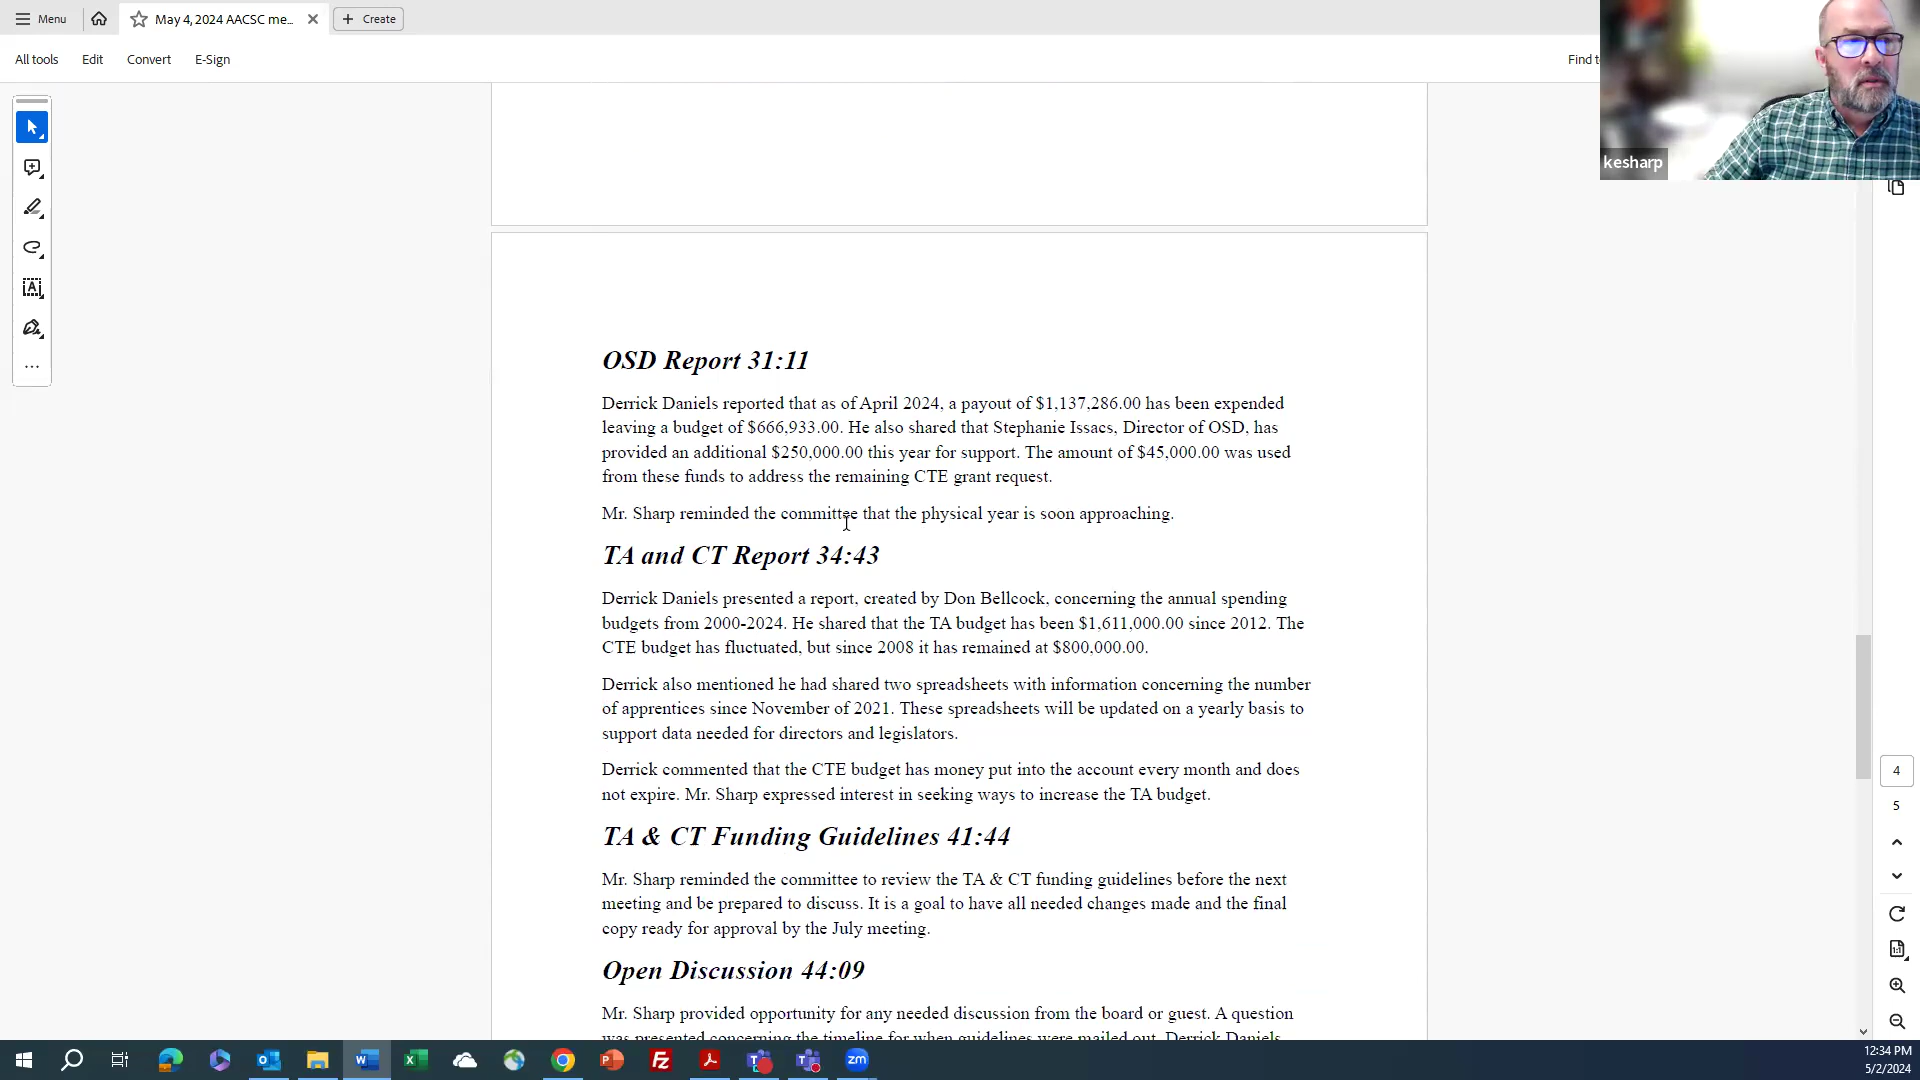 Menu
May 4, 2024 AACSC me...
Create
All tools
Edit
Convert
E-Sign
kesharp
OSD Report 31:11
Derrick Daniels reported that as of April 2024, a payout of $1,137,286.00 has been expended
leaving a budget of $666,933.00. He also shared that Stephanie Issacs, Director of OSD, has
provided an additional $250,000.00 this year for support. The amount of $45,000.00 was used
from these funds to address the remaining CTE grant request.
Mr. Sharp reminded the committee that the physical year is soon approaching.
TA and CT Report 34:43
Derrick Daniels presented a report, created by Don Bellcock, concerning the annual spending
budgets from 2000-2024. He shared that the TA budget has been $1,611,000.00 since 2012. The
CTE budget has fluctuated, but since 2008 it has remained at $800,000.00.
Derrick also mentioned he had shared two spreadsheets with information concerning the number
of apprentices since November of 2021. These spreadsheets will be updated on a yearly basis to
support data needed for directors and legislators.
Derrick commented that the CTE budget has money put into the account every month and does
not expire. Mr. Sharp expressed interest in seeking ways to increase the TA budget.
TA & CT Funding Guidelines 41:44
Mr. Sharp reminded the committee to review the TA & CT funding guidelines before the next
meeting and be prepared to discuss. It is a goal to have all needed changes made and the final
copy ready for approval by the July meeting.
Open Discussion 44:09
Mr. Sharp provided opportunity for any needed discussion from the board or guest. A question
was presented concerning the timeline for when guidelines were mailed out. Derrick Daniels
4
5
12:34 PM
5/2/2024